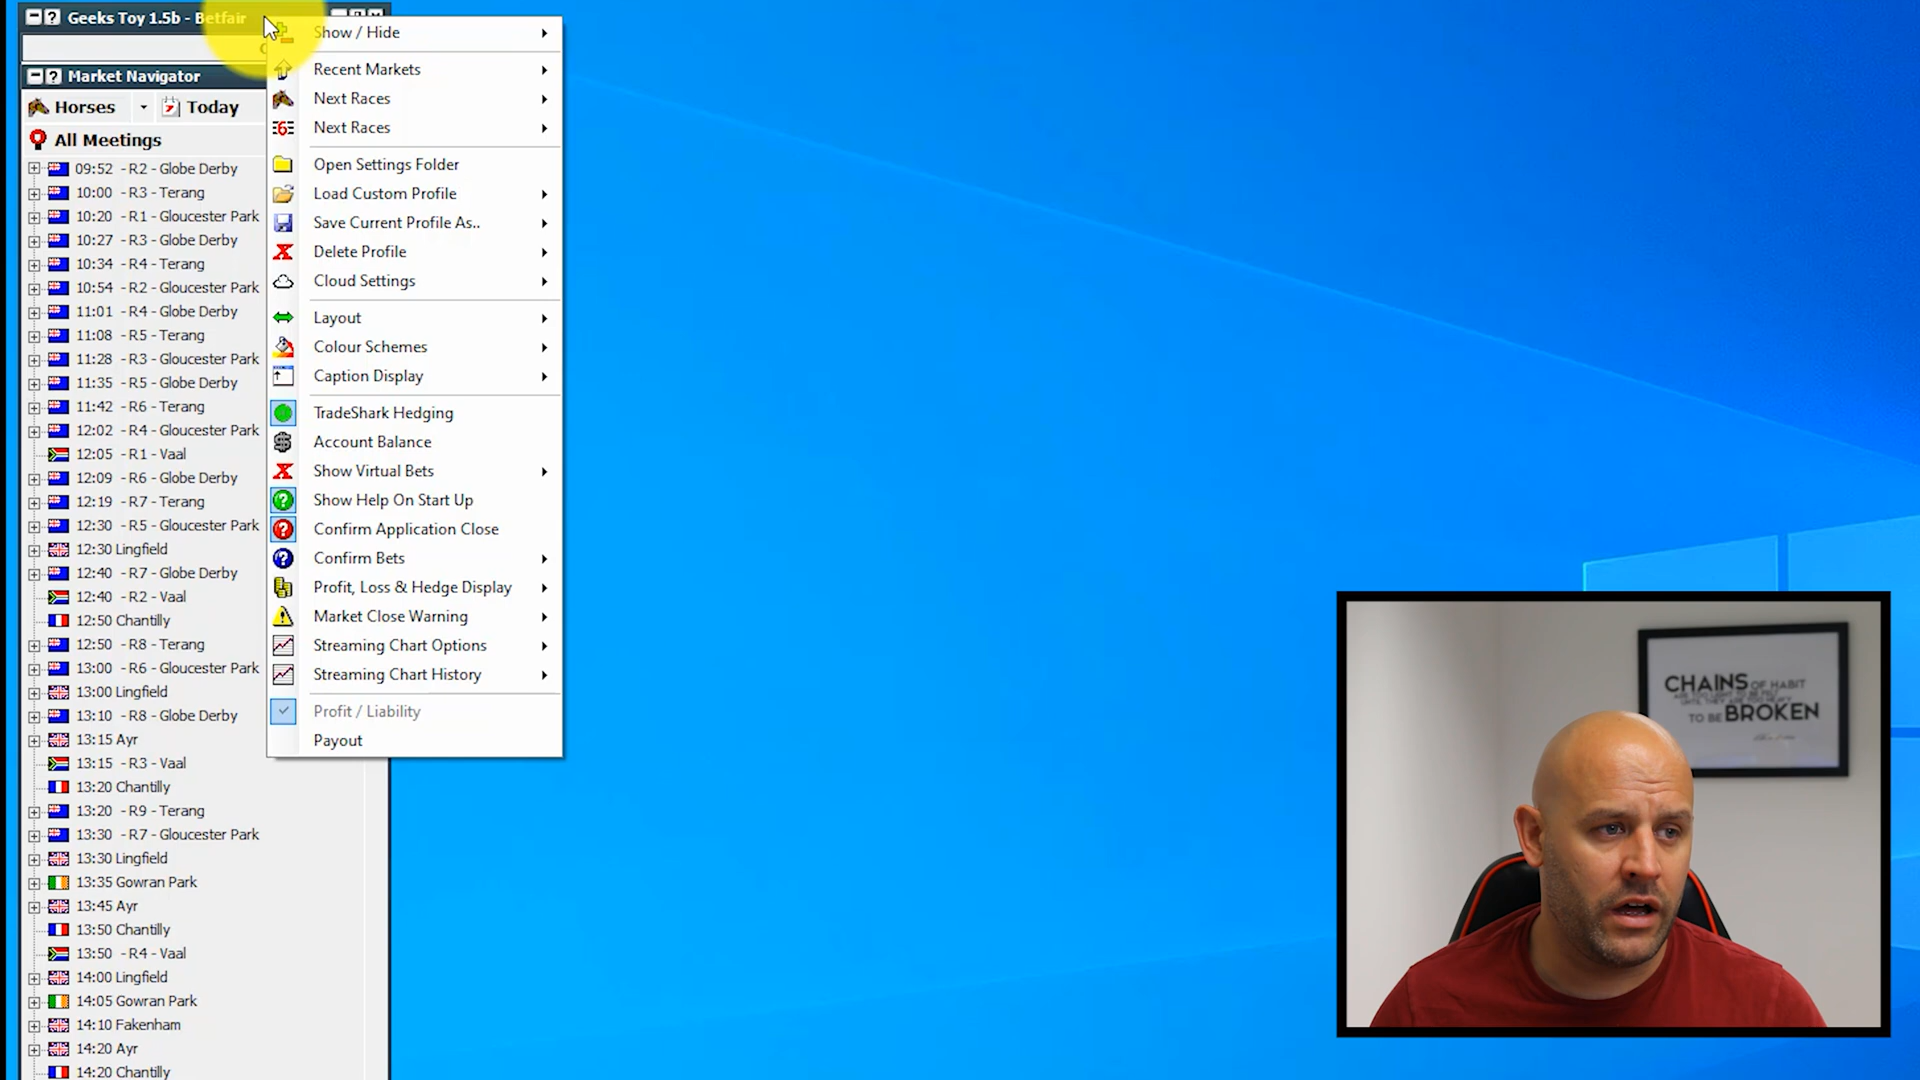 Geeks Toy 1.5b - Betfair
Market Navigator
Horses
Today
All Meetings
09:52 - R2 - Globe Derby
10:00 - R3 - Terang
10:20 - R1 - Gloucester Park
10:27 - R3 - Globe Derby
10:34 - R4 - Terang
10:54 - R2 - Gloucester Park
11:01 - R4 - Globe Derby
11:08 - R5 - Terang
11:28 - R3 - Gloucester Park
11:35 - R5 - Globe Derby
11:42 - R6 - Terang
12:02 - R4 - Gloucester Park
12:05 - R1 - Vaal
12:09 - R6 - Globe Derby
12:19 - R7 - Terang
12:30 - R5 - Gloucester Park
12:30 Lingfield
12:40 - R7 - Globe Derby
12:40 - R2 - Vaal
12:50 Chantilly
12:50 - R8 - Terang
13:00 - R6 - Gloucester Park
13:00 Lingfield
13:10 - R8 - Globe Derby
13:15 Ayr
13:15 - R3 - Vaal
13:20 Chantilly
13:20 - R9 - Terang
13:30 - R7 - Gloucester Park
13:30 Lingfield
13:35 Gowran Park
13:45 Ayr
13:50 Chantilly
13:50 - R4 - Vaal
14:00 Lingfield
14:05 Gowran Park
14:10 Fakenham
14:20 Ayr
14:20 Chantilly
Show / Hide
Recent Markets
Next Races
Next Races
Open Settings Folder
Load Custom Profile
Save Current Profile As..
Delete Profile
Cloud Settings
Layout
Colour Schemes
Caption Display
TradeShark Hedging
Account Balance
Show Virtual Bets
Show Help On Start Up
Confirm Application Close
Confirm Bets
Profit, Loss & Hedge Display
Market Close Warning
Streaming Chart Options
Streaming Chart History
Profit / Liability
Payout
CHAINS OF HABIT
ARE TOO LIGHT TO BE FELT
UNTIL THEY ARE TOO HEAVY
TO BE BROKEN